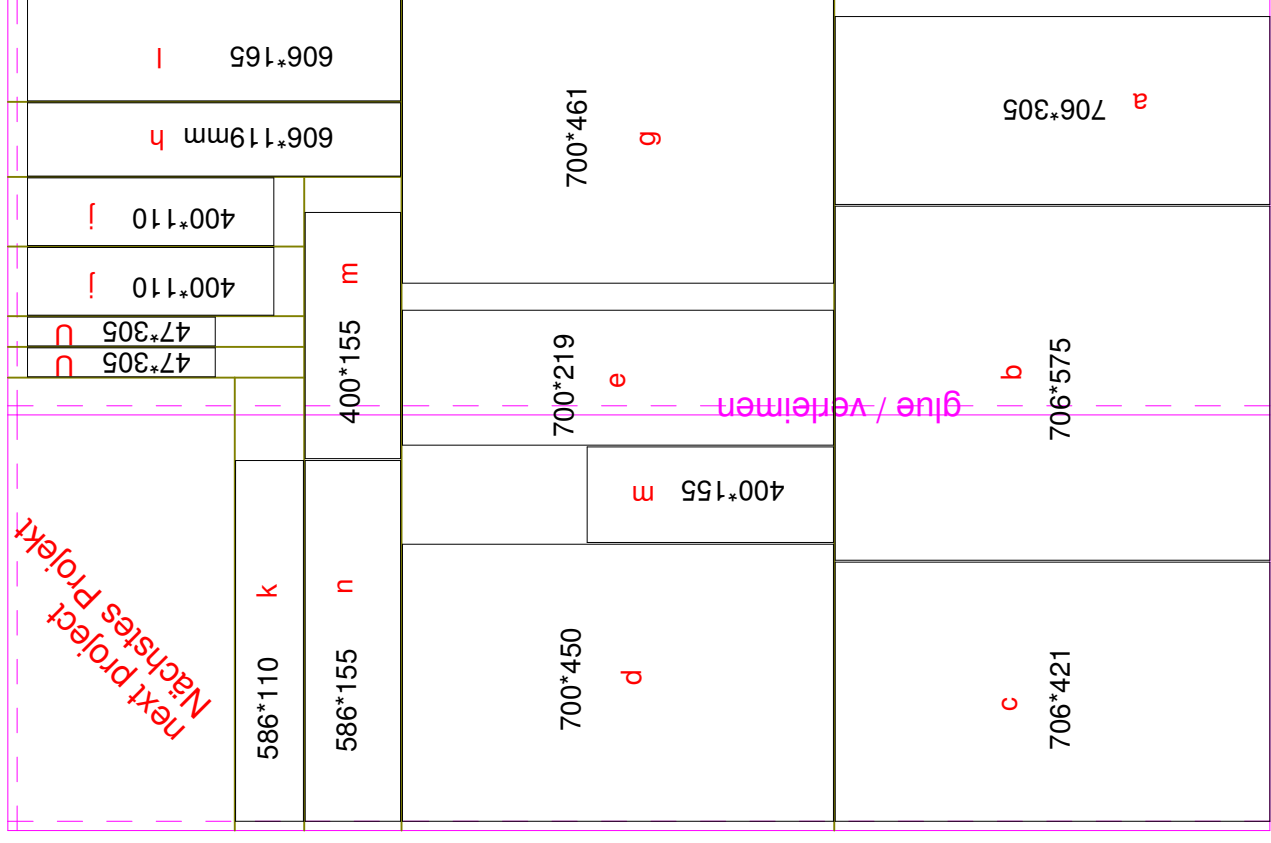 606*165 l
606*119mm h
400*110 j
400*110 j
47*305 U
47*305 U
400*155 m
700*461
g
706*305 a
700*219
e
glue / verleimen
b
706*575
400*155 m
next project
Nächstes Projekt
586*110 k
586*155 n
700*450
d
c
706*421